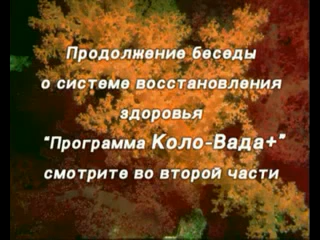 Продолжение беседы
о системе восстановления
здоровья
“Программа Коло-Вада+”
смотрите во второй части